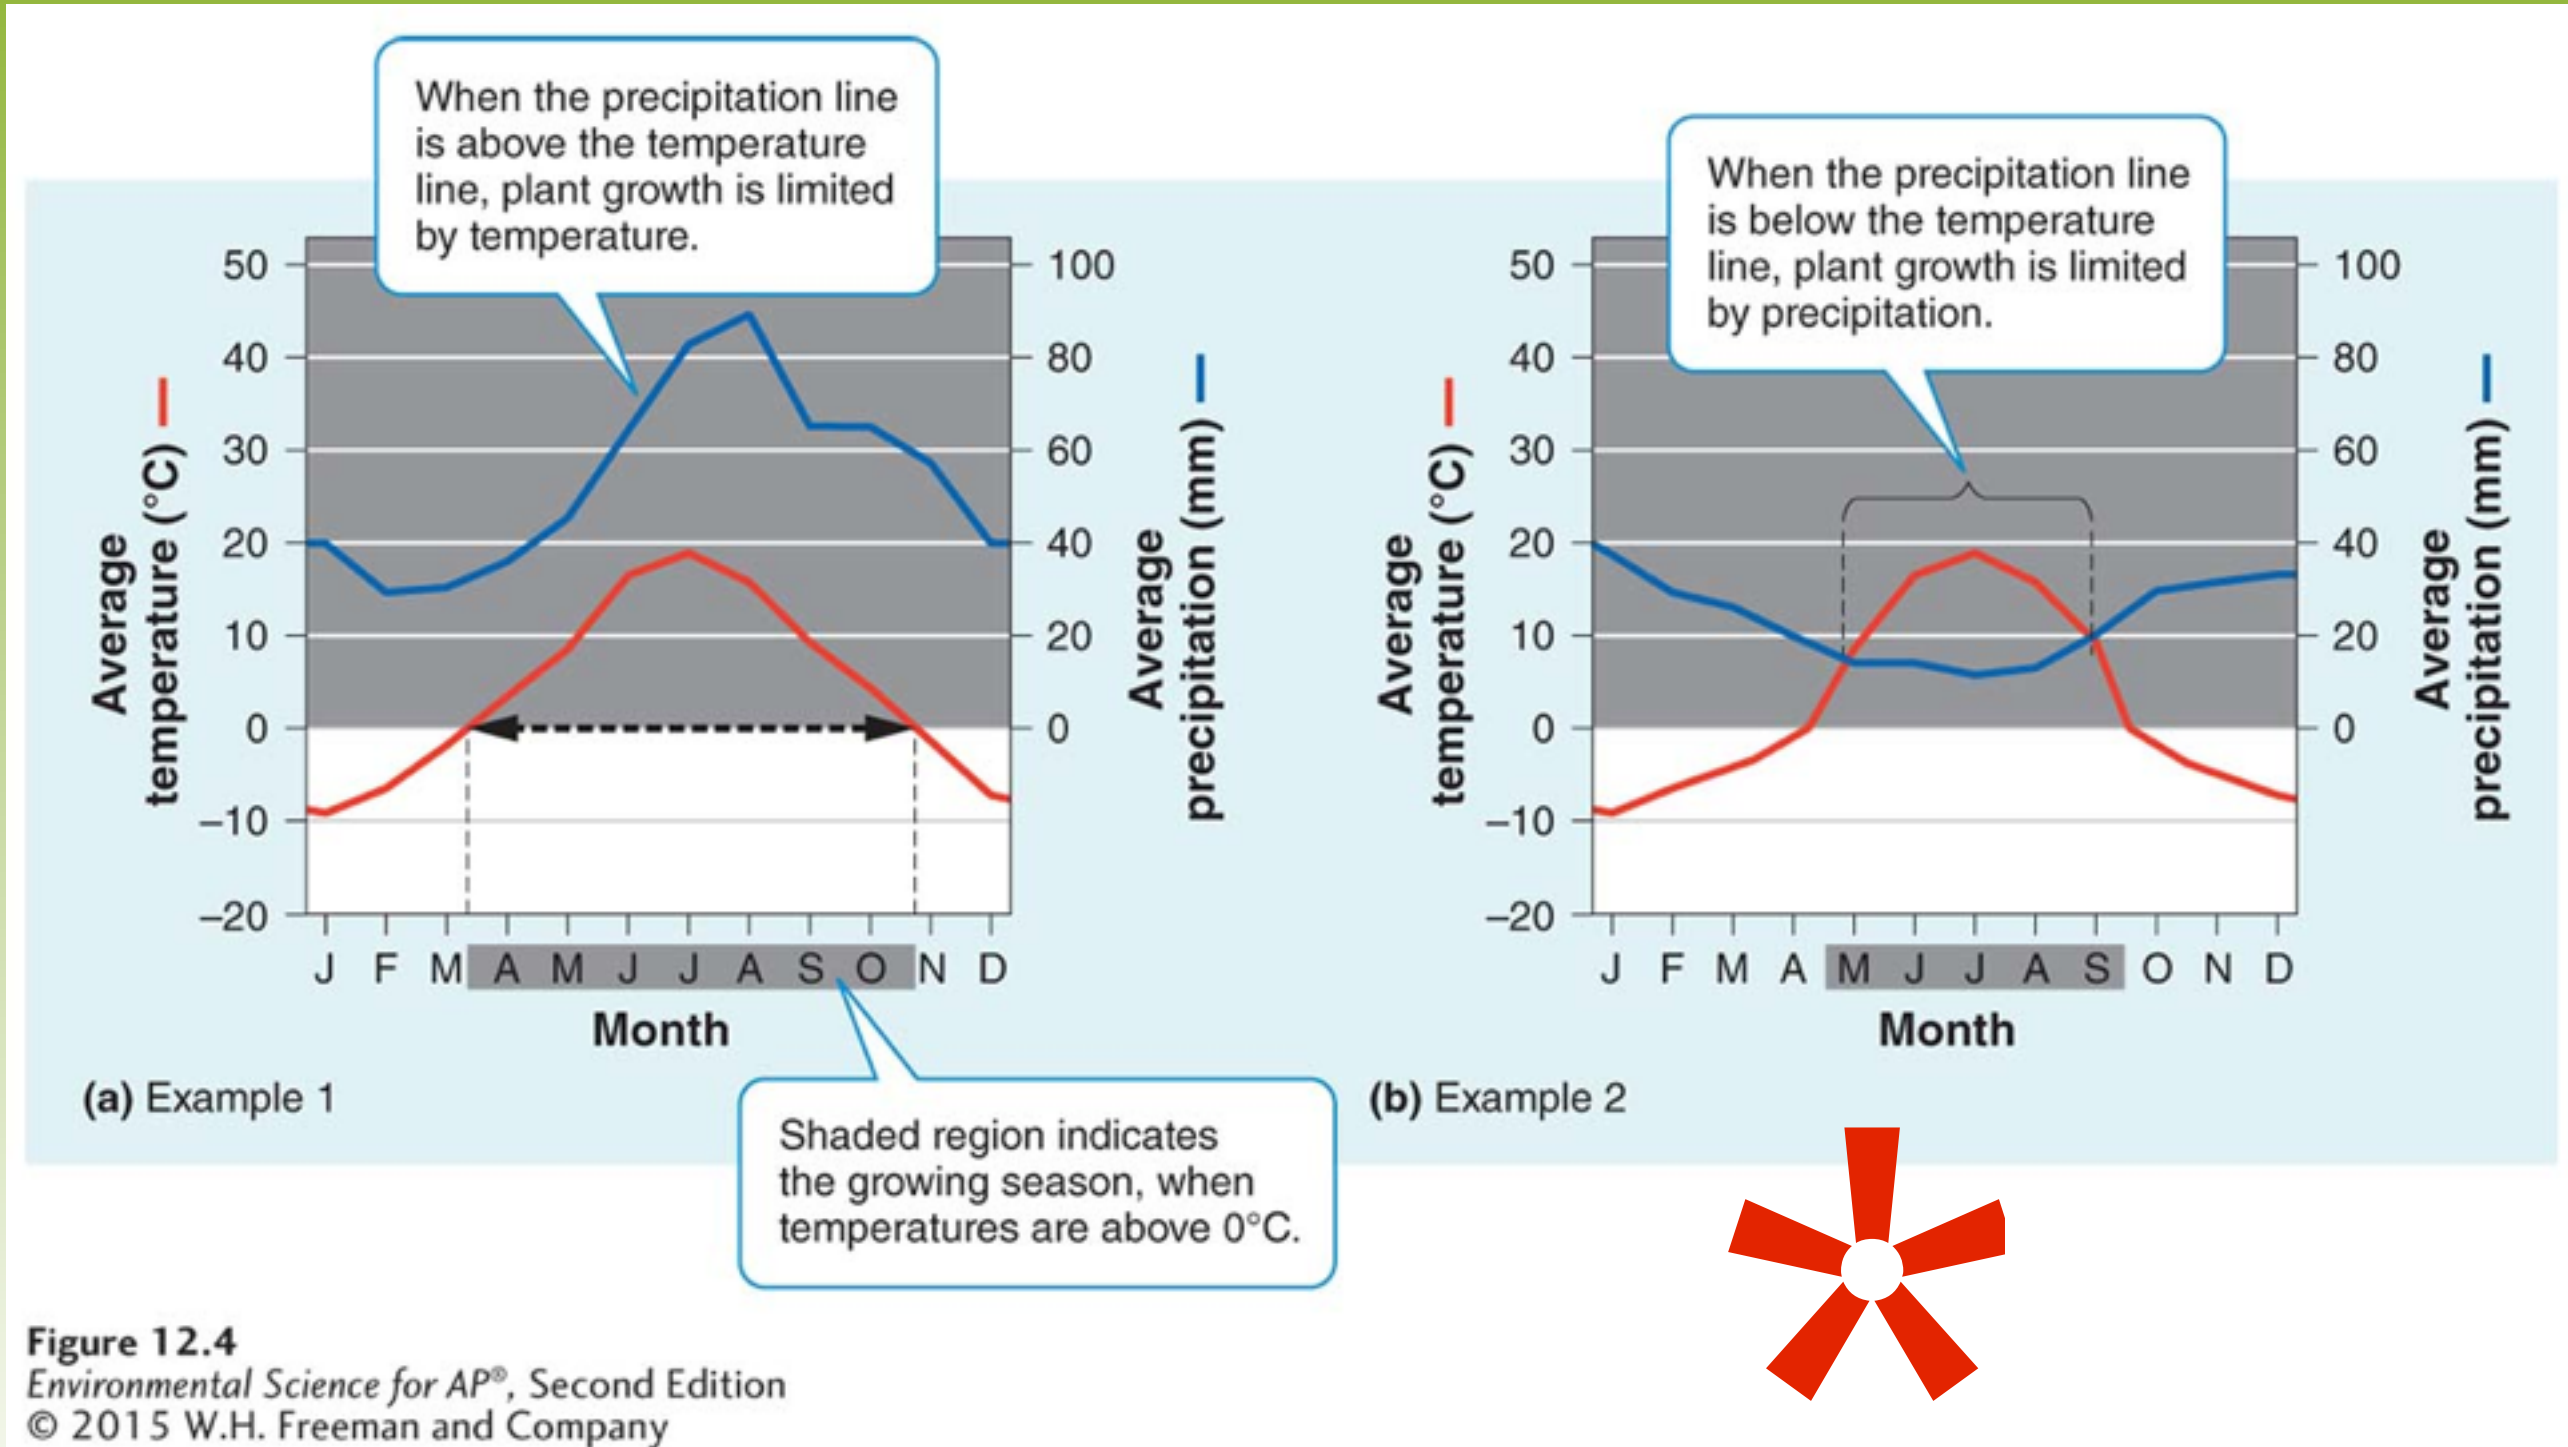 When the precipitation line
is above the temperature
line, plant growth is limited
by temperature.
Average
temperature (°C)
50
40
30
20
10
0
–10
–20
100
80
60
40
20
0
Average
precipitation (mm)
J F M A M J J A S O N D
Month
(a) Example 1
Shaded region indicates
the growing season, when
temperatures are above 0°C.
When the precipitation line
is below the temperature
line, plant growth is limited
by precipitation.
Average
temperature (°C)
50
40
30
20
10
0
–10
–20
100
80
60
40
20
0
Average
precipitation (mm)
J F M A M J J A S O N D
Month
(b) Example 2
Figure 12.4
Environmental Science for AP®, Second Edition
© 2015 W.H. Freeman and Company